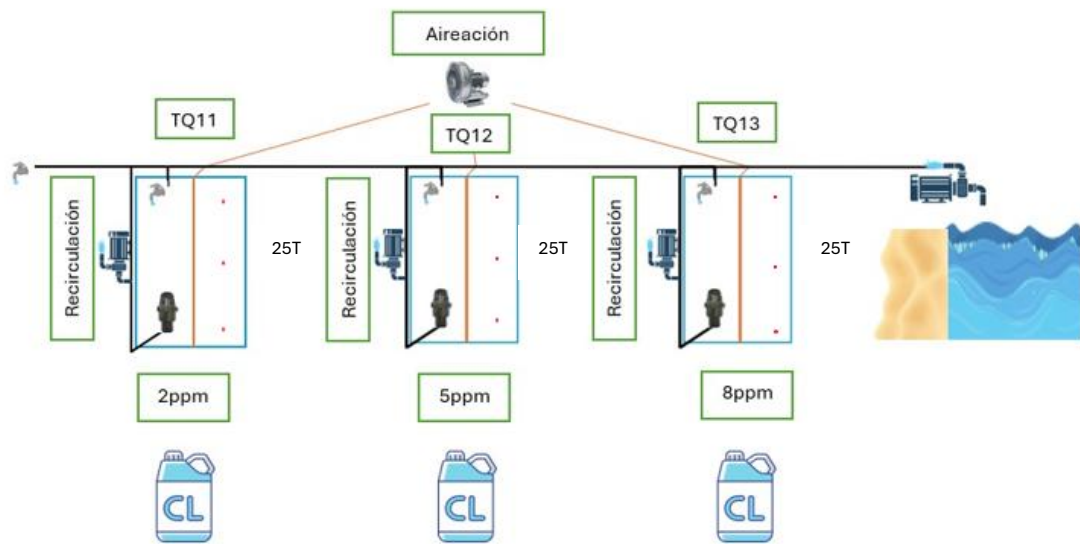 Aireación
TQ11
TQ12
TQ13
Recirculación
25T
Recirculación
25T
Recirculación
25T
2ppm
5ppm
8ppm
CL
CL
CL